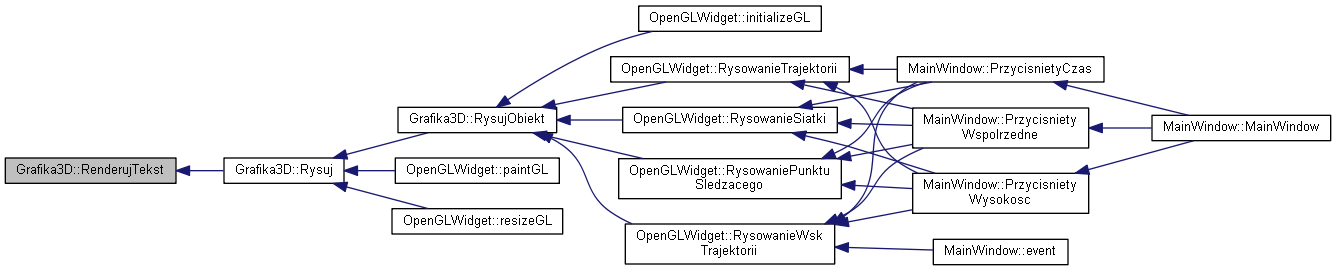 Grafika3D::RenderujTekst
Grafika3D::Rysuj
Grafika3D::RysujObiekt
OpenGLWidget::paintGL
OpenGLWidget::resizeGL
OpenGLWidget::initializeGL
OpenGLWidget::RysowanieTrajektorii
OpenGLWidget::RysowanieSiatki
OpenGLWidget::RysowaniePunktu
Sledzacego
OpenGLWidget::RysowanieWsk
Trajektorii
MainWindow::PrzycisnietyCzas
MainWindow::Przycisniety
Wspolrzedne
MainWindow::Przycisniety
Wysokosc
MainWindow::event
MainWindow::MainWindow